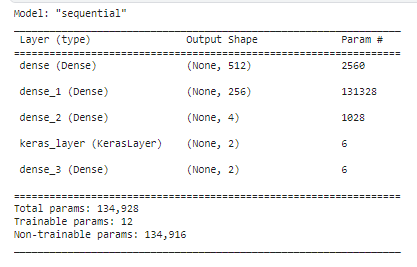 Model: "sequential"
Layer (type) Output Shape Param #
dense (Dense) (None, 512) 2560
dense_1 (Dense) (None, 256) 131328
dense_2 (Dense) (None, 4) 1028
keras_layer (KerasLayer) (None, 2) 6
dense_3 (Dense) (None, 2) 6
Total params: 134,928
Trainable params: 12
Non-trainable params: 134,916